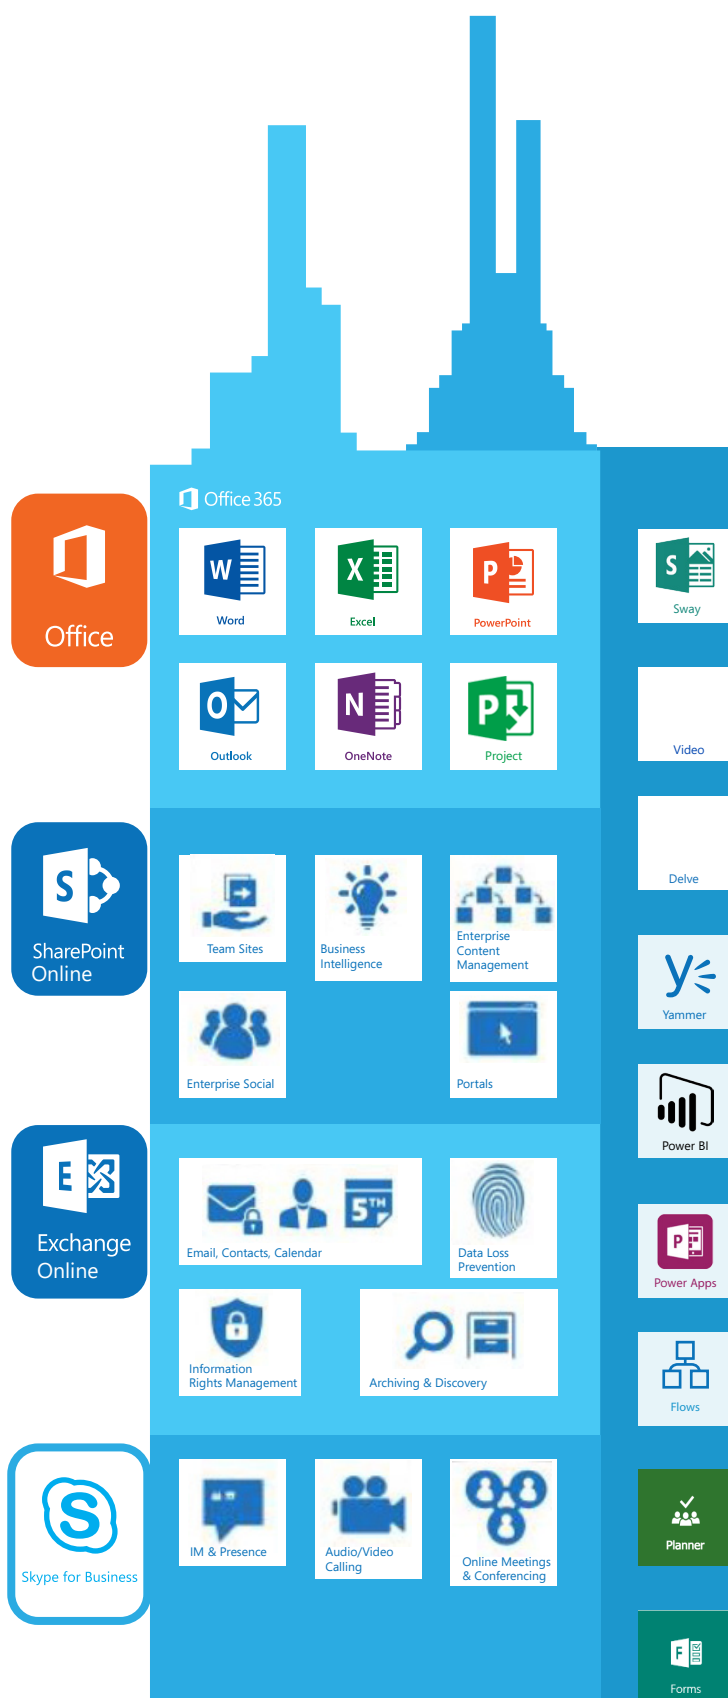 Office 365
Office
W
Word
X
Excel
P
PowerPoint
O
Outlook
N
OneNote
P
Project
S
SharePoint
Online
Team Sites
Business
Intelligence
Enterprise
Content
Management
Enterprise Social
Portals
E
X
Exchange
Online
5TH
Email, Contacts, Calendar
Data Loss
Prevention
Information
Rights Management
Archiving & Discovery
S
Skype for Business
IM & Presence
Audio/Video
Calling
Online Meetings
& Conferencing
S
Sway
Video
Delve
y
Yammer
Power BI
P
Power Apps
Flows
Planner
F
Forms